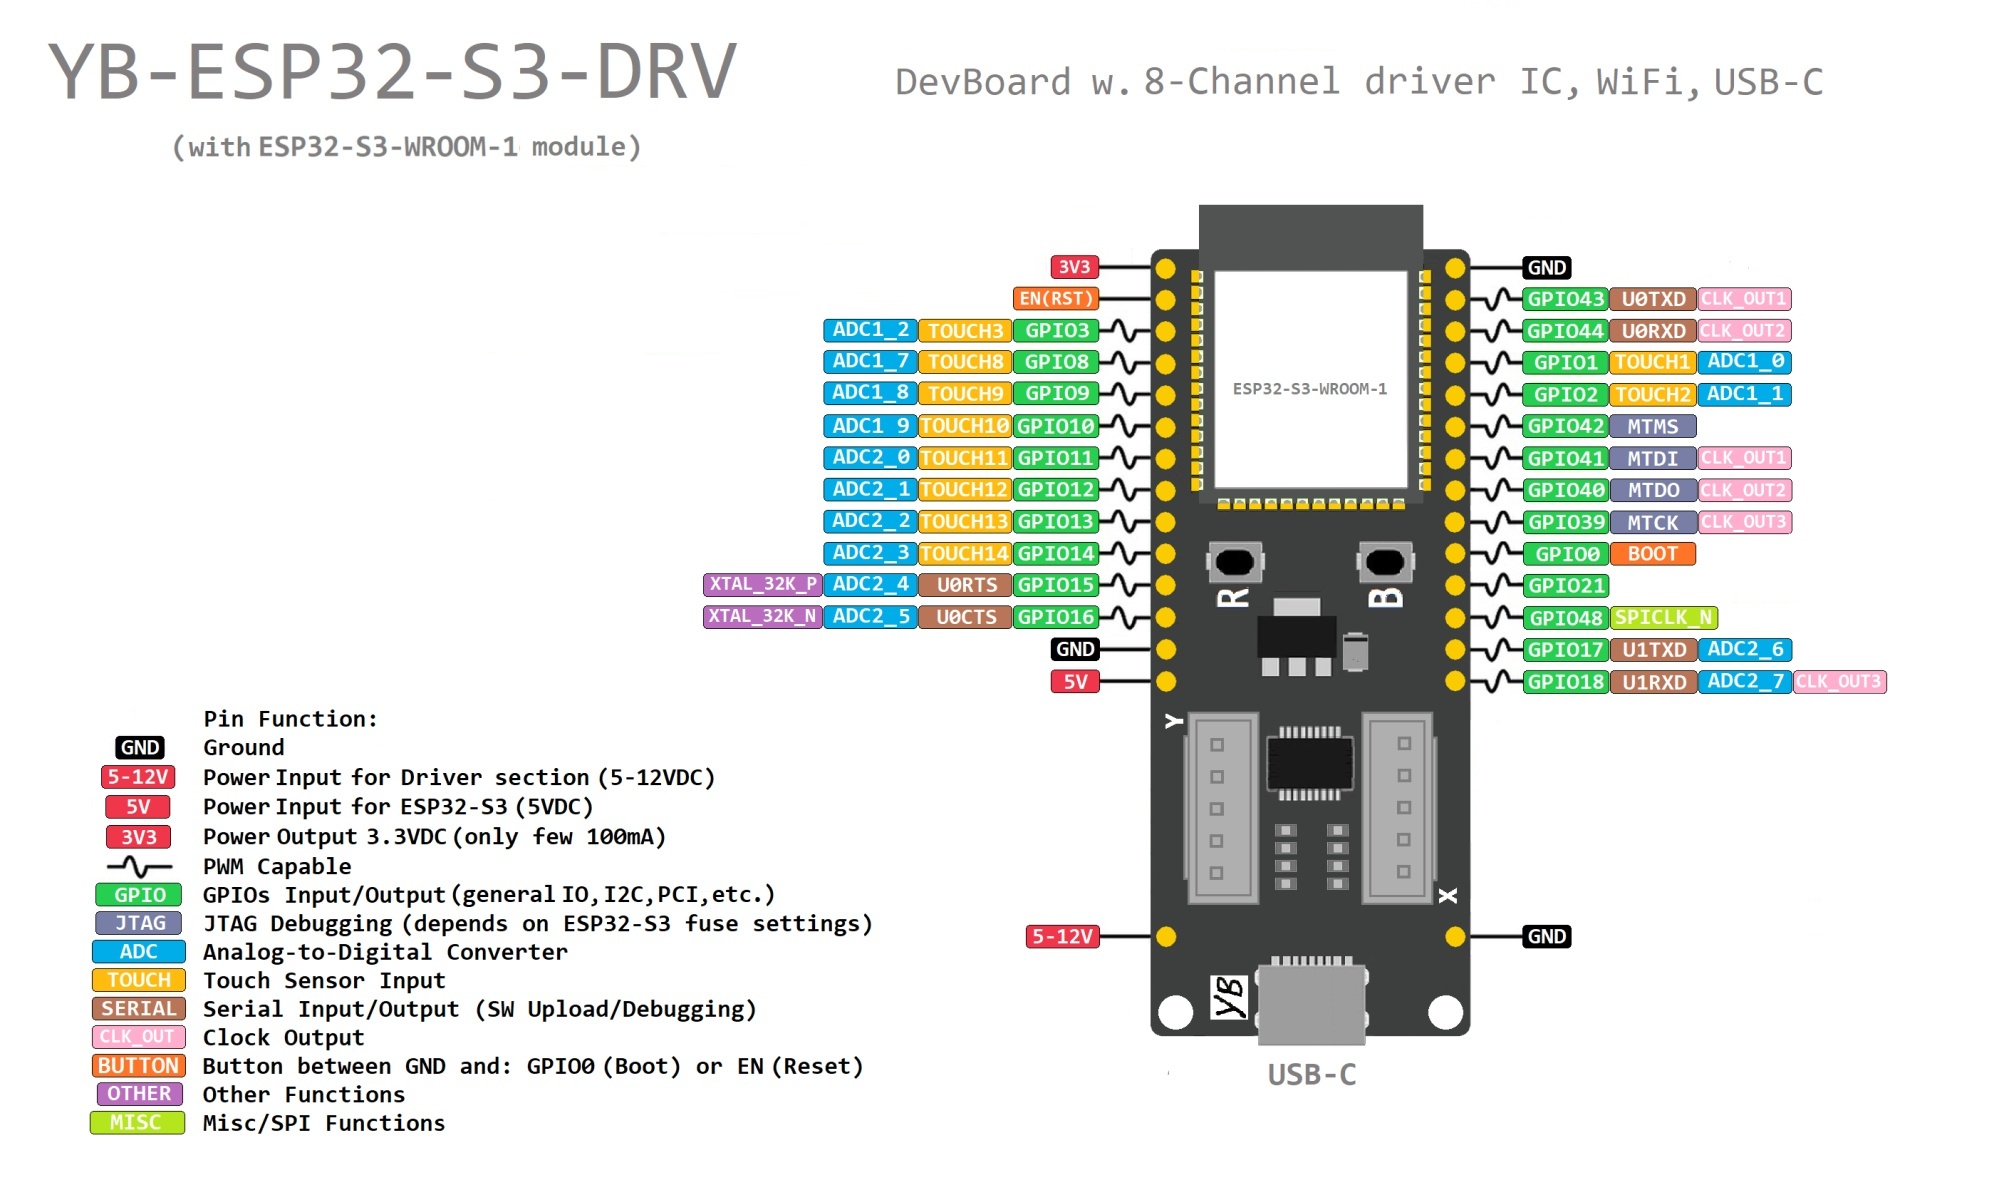 YB-ESP32-S3-DRV
DevBoard w. 8-Channel driver IC, WiFi, USB-C
(with ESP32-S3-WROOM-1 module)
3V3 GND
EN(RST) GPIO43 U0TXD CLK_OUT1
ADC1_2 TOUCH3 GPIO3 GPIO44 U0RXD CLK_OUT2
ADC1_7 TOUCH8 GPIO8 GPIO1 TOUCH1 ADC1_0
ESP32-S3-WROOM-1
ADC1_8 TOUCH9 GPIO9 GPIO2 TOUCH2 ADC1_1
ADC1 9 TOUCH10 GPIO10 GPIO42 MTMS
ADC2_0 TOUCH11 GPIO11 GPIO41 MTDI CLK_OUT1
ADC2_1 TOUCH12 GPIO12 GPIO40 MTDO CLK_OUT2
ADC2_2 TOUCH13 GPIO13 GPIO39 MTCK CLK_OUT3
ADC2_3 TOUCH14 GPIO14 GPIO0 BOOT
XTAL_32K_P ADC2_4 U0RTS GPIO15 R B GPIO21
XTAL_32K_N ADC2_5 U0CTS GPIO16 GPIO48 SPICLK_N
GND GPIO17 U1TXD ADC2_6
5V GPIO18 U1RXD ADC2_7 CLK_OUT3
Y
X
5-12V GND
YB
USB-C
Pin Function:
GND Ground
5-12V Power Input for Driver section (5-12VDC)
5V Power Input for ESP32-S3 (5VDC)
3V3 Power Output 3.3VDC (only few 100mA)
PWM Capable
GPIO GPIOs Input/Output (general IO, I2C, PCI, etc.)
JTAG JTAG Debugging (depends on ESP32-S3 fuse settings)
ADC Analog-to-Digital Converter
TOUCH Touch Sensor Input
SERIAL Serial Input/Output (SW Upload/Debugging)
CLK_OUT Clock Output
BUTTON Button between GND and: GPIO0 (Boot) or EN (Reset)
OTHER Other Functions
MISC Misc/SPI Functions